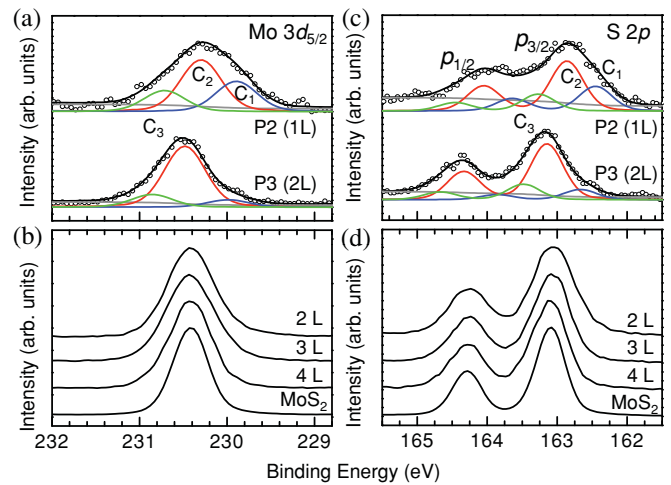 (a)
Mo 3d5/2
Intensity (arb. units)
C2
C1
P2 (1L)
C3
P3 (2L)
(b)
Intensity (arb. units)
2 L
3 L
4 L
MoS2
232
231
230
229
(c)
S 2p
Intensity (arb. units)
p1/2
p3/2
C2
C1
P2 (1L)
C3
P3 (2L)
(d)
Intensity (arb. units)
2 L
3 L
4 L
MoS2
165
164
163
162
Binding Energy (eV)